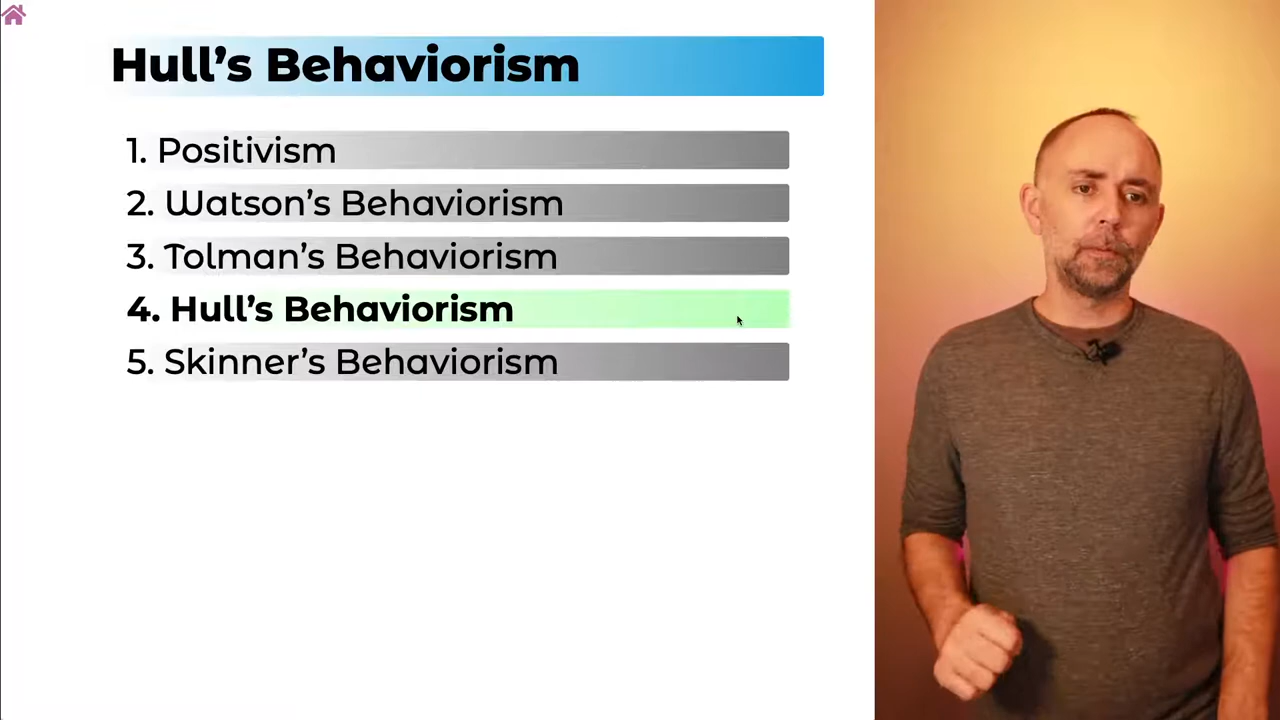 Hull's Behaviorism
1. Positivism
2. Watson's Behaviorism
3. Tolman's Behaviorism
4. Hull's Behaviorism
5. Skinner's Behaviorism